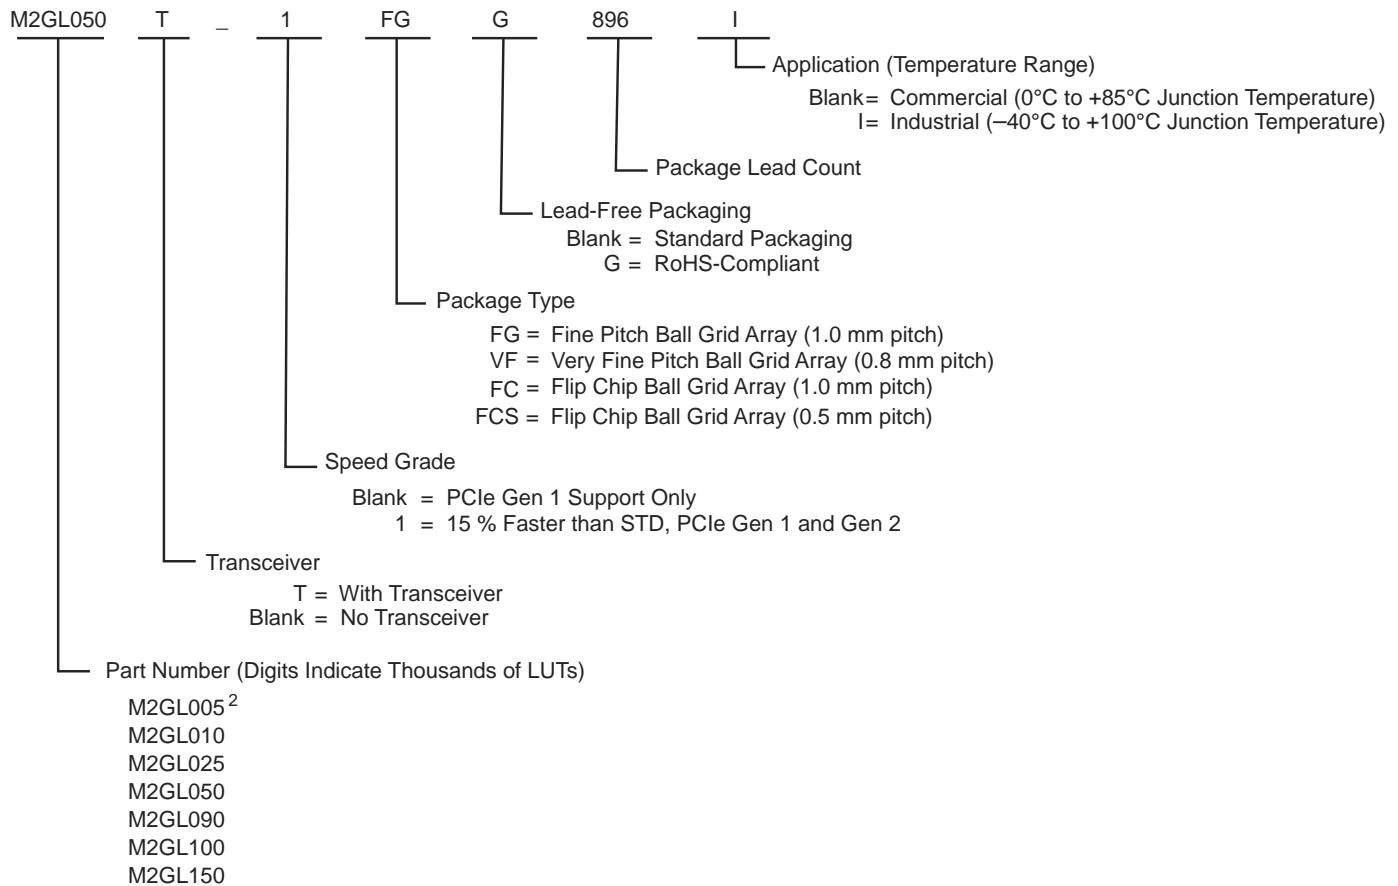 M2GL050 T _ 1 FG G 896 I
Application (Temperature Range)
Blank= Commercial (0°C to +85°C Junction Temperature)
I= Industrial (–40°C to +100°C Junction Temperature)
Package Lead Count
Lead-Free Packaging
Blank = Standard Packaging
G = RoHS-Compliant
Package Type
FG = Fine Pitch Ball Grid Array (1.0 mm pitch)
VF = Very Fine Pitch Ball Grid Array (0.8 mm pitch)
FC = Flip Chip Ball Grid Array (1.0 mm pitch)
FCS = Flip Chip Ball Grid Array (0.5 mm pitch)
Speed Grade
Blank = PCIe Gen 1 Support Only
1 = 15 % Faster than STD, PCIe Gen 1 and Gen 2
Transceiver
T = With Transceiver
Blank = No Transceiver
Part Number (Digits Indicate Thousands of LUTs)
M2GL005 2
M2GL010
M2GL025
M2GL050
M2GL090
M2GL100
M2GL150